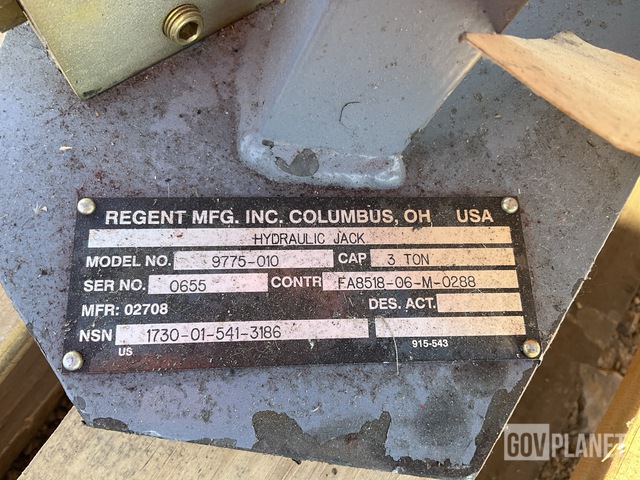 REGENT MFG. INC. COLUMBUS, OH USA
HYDRAULIC JACK
MODEL NO. 9775-010 CAP 3 TON
SER NO. 0655 CONTR FA8518-06-M-0288
MFR: 02708 DES. ACT.
NSN 1730-01-541-3186
US 915-543
GOVPLANET